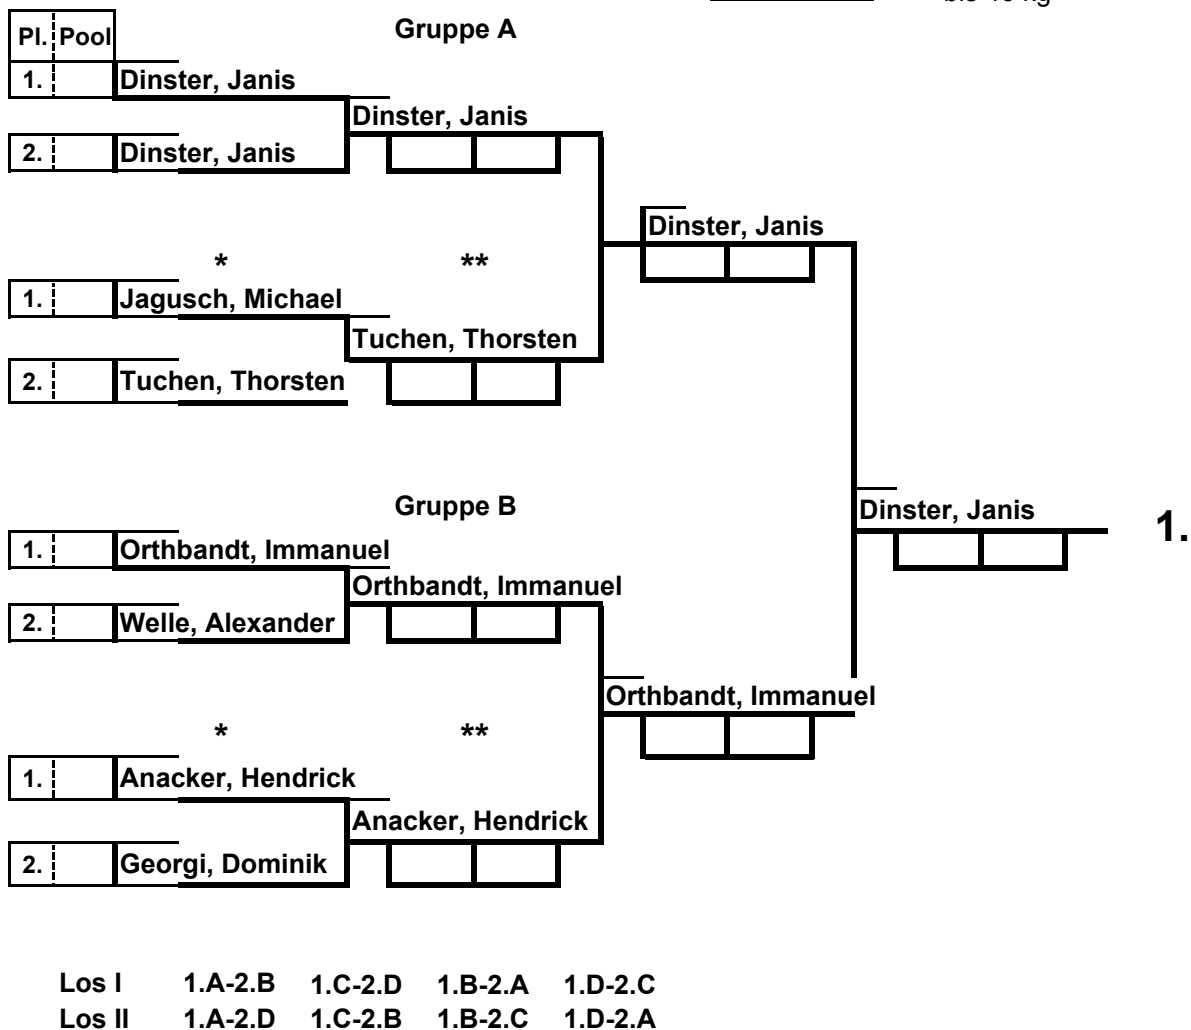 Pl. Pool
Gruppe A
1. Dinster, Janis
Dinster, Janis
2. Dinster, Janis
Dinster, Janis
* **
1. Jagusch, Michael
Tuchen, Thorsten
2. Tuchen, Thorsten
Gruppe B
Dinster, Janis 1.
1. Orthbandt, Immanuel
Orthbandt, Immanuel
2. Welle, Alexander
Orthbandt, Immanuel
* **
1. Anacker, Hendrick
Anacker, Hendrick
2. Georgi, Dominik
Los I 1.A-2.B 1.C-2.D 1.B-2.A 1.D-2.C
Los II 1.A-2.D 1.C-2.B 1.B-2.C 1.D-2.A